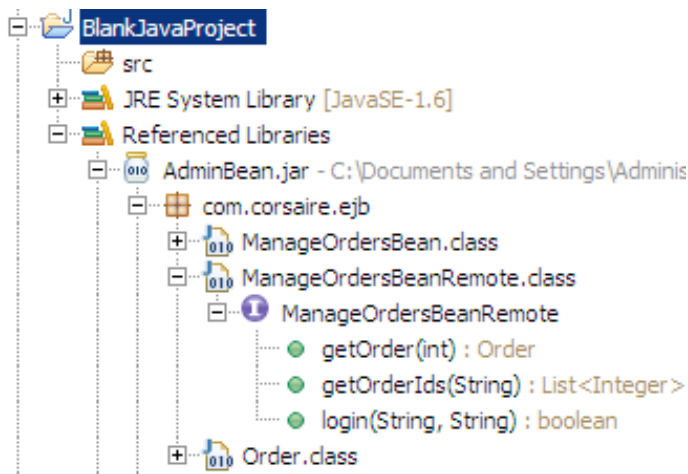 BlankJavaProject
src
JRE System Library [JavaSE-1.6]
Referenced Libraries
AdminBean.jar - C:\Documents and Settings\Adminis
com.corsaire.ejb
ManageOrdersBean.class
ManageOrdersBeanRemote.class
ManageOrdersBeanRemote
getOrder(int) : Order
getOrderIds(String) : List<Integer>
login(String, String) : boolean
Order.class